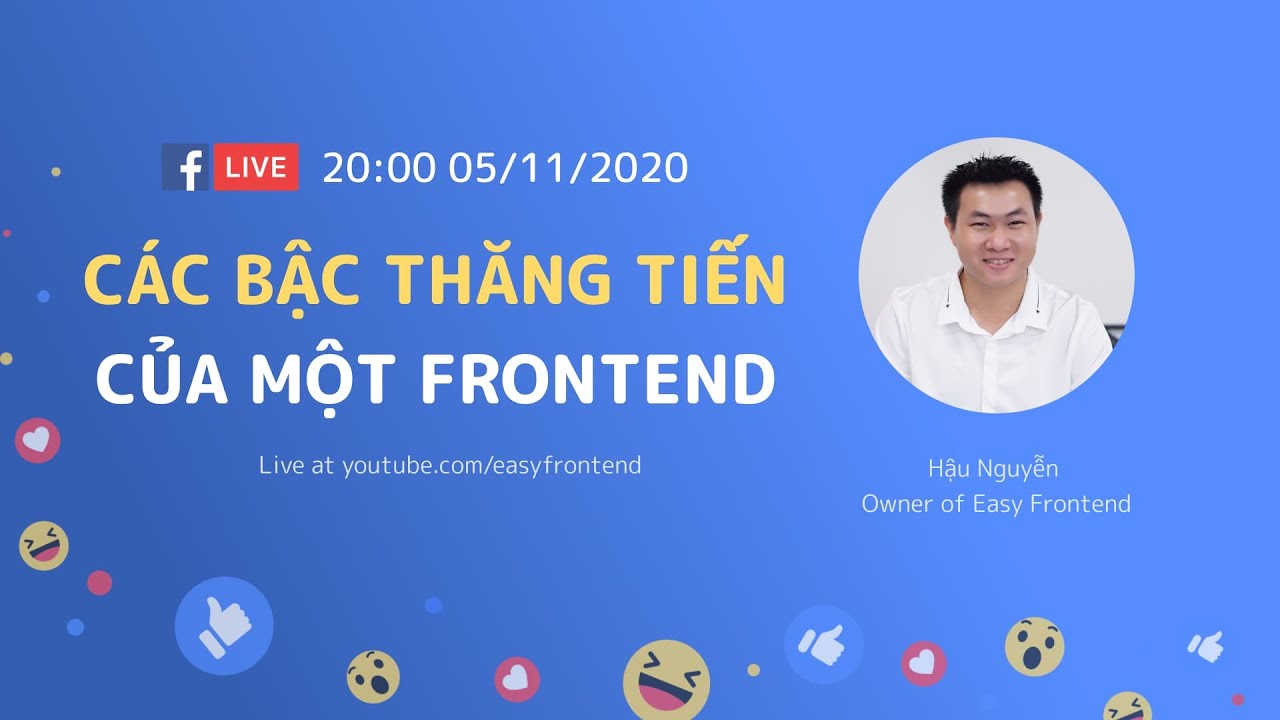 f LIVE 20:00 05/11/2020
CÁC BẬC THĂNG TIẾN
CỦA MỘT FRONTEND
Live at youtube.com/easyfrontend
Hậu Nguyễn
Owner of Easy Frontend